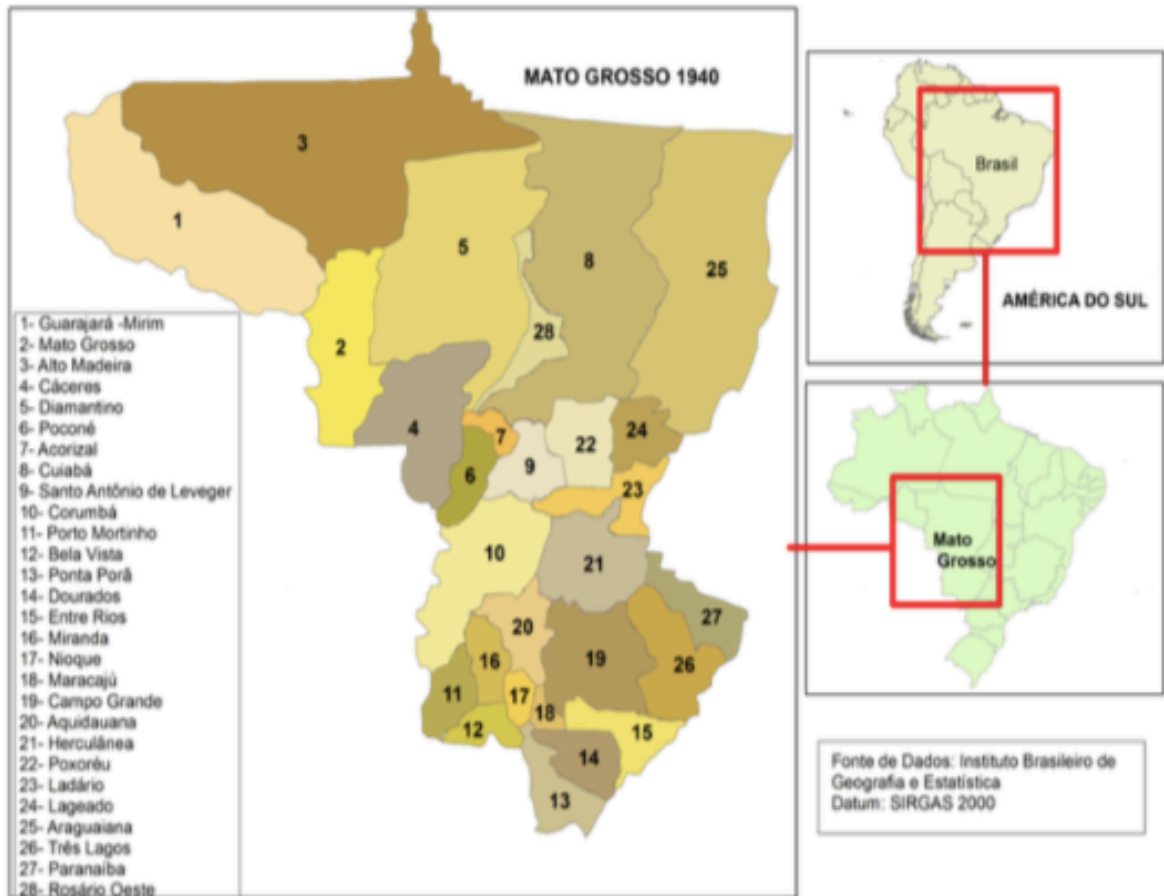 MATO GROSSO 1940
3
1
5
8
25
28
2
4
7
24
22
9
6
23
10
21
27
20
19
16
26
11
17
18
12
15
14
13
1- Guarajará -Mirim
2- Mato Grosso
3- Alto Madeira
4- Cáceres
5- Diamantino
6- Poconé
7- Acorizal
8- Cuiabá
9- Santo Antônio de Leveger
10- Corumbá
11- Porto Mortinho
12- Bela Vista
13- Ponta Porã
14- Dourados
15- Entre Rios
16- Miranda
17- Nioque
18- Maracajú
19- Campo Grande
20- Aquidauana
21- Herculânea
22- Poxoréu
23- Ladário
24- Lageado
25- Araguaiana
26- Três Lagos
27- Paranaíba
28- Rosário Oeste
Brasil
AMÉRICA DO SUL
Mato
Grosso
Fonte de Dados: Instituto Brasileiro de
Geografia e Estatística
Datum: SIRGAS 2000